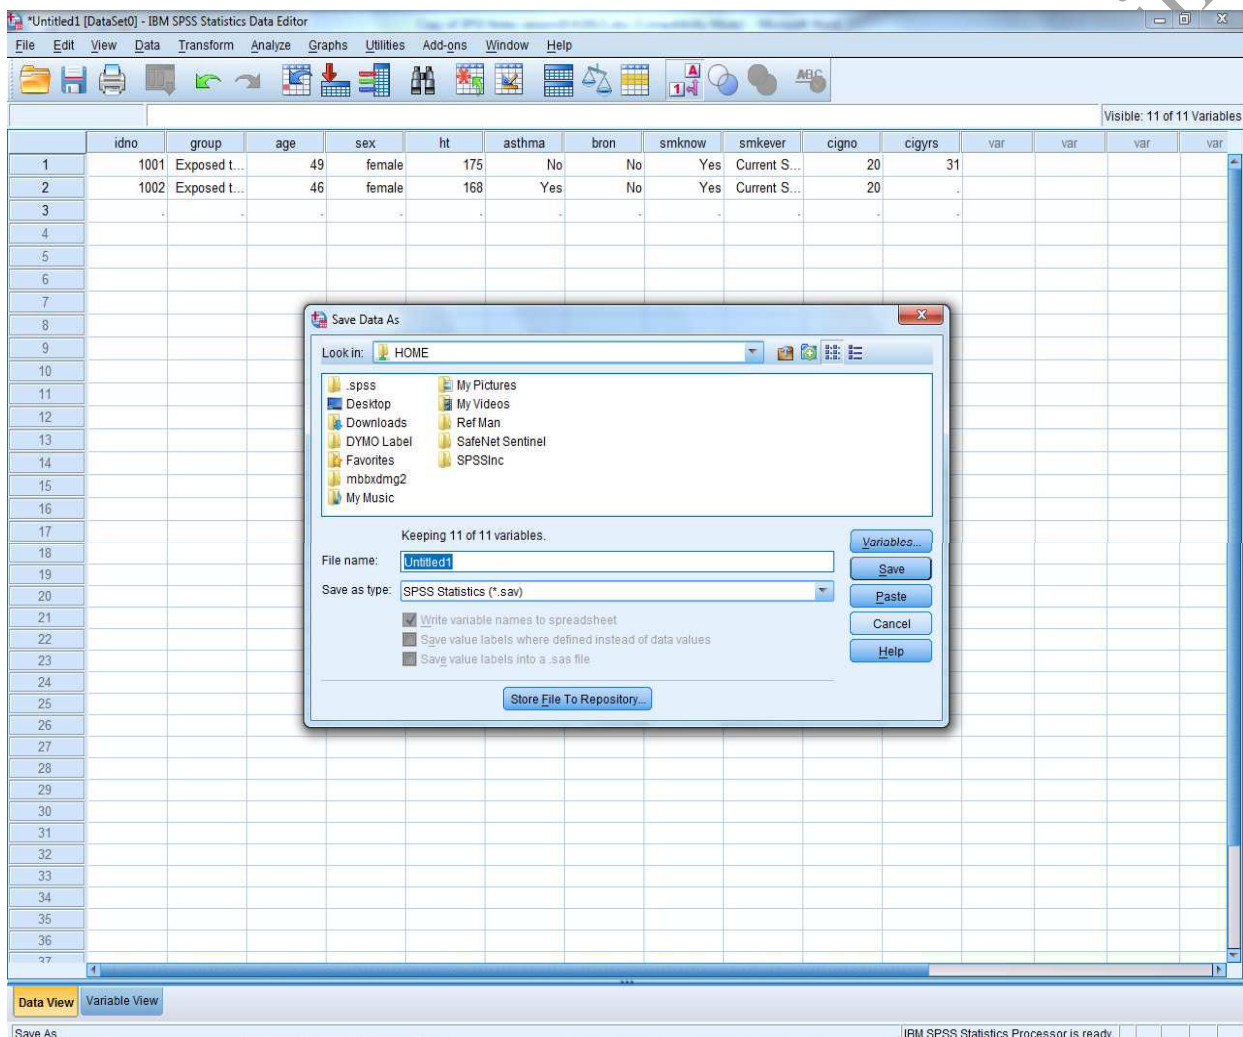 *Untitled1 [DataSet0] - IBM SPSS Statistics Data Editor
File Edit View Data Transform Analyze Graphs Utilities Add-ons Window Help
A
1
ABC
Visible: 11 of 11 Variables
idno group age sex ht asthma bron smknow smkever cigno cigyrs var var var var
1 1001 Exposed t... 49 female 175 No No Yes Current S... 20 31
2 1002 Exposed t... 46 female 168 Yes No Yes Current S... 20 .
3 . . . . . . . . . . .
4
5
6
7
8
9
10
11
12
13
14
15
16
17
18
19
20
21
22
23
24
25
26
27
28
29
30
31
32
33
34
35
36
37
Save Data As
Look in: HOME
.spss
Desktop
Downloads
DYMO Label
Favorites
mbbxdmg2
My Music
My Pictures
My Videos
Ref Man
SafeNet Sentinel
SPSSInc
Keeping 11 of 11 variables.
Variables...
File name: Untitled1
Save
Save as type: SPSS Statistics (*.sav)
Paste
Write variable names to spreadsheet
Cancel
Save value labels where defined instead of data values
Save value labels into a .sas file
Help
Store File To Repository...
Data View Variable View
Save As
IBM SPSS Statistics Processor is ready